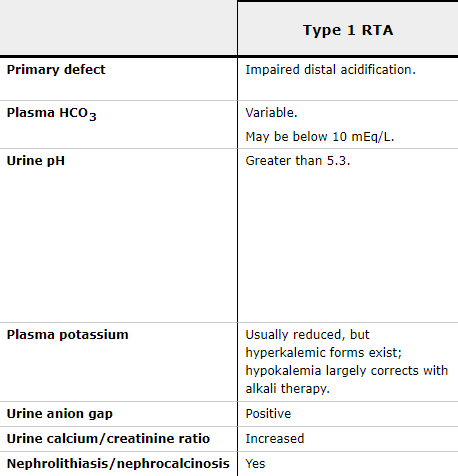 Type 1 RTA
Primary defect
Impaired distal acidification.
Plasma HCO3
Variable.
May be below 10 mEq/L.
Urine pH
Greater than 5.3.
Plasma potassium
Usually reduced, but
hyperkalemic forms exist;
hypokalemia largely corrects with
alkali therapy.
Urine anion gap
Positive
Urine calcium/creatinine ratio
Increased
Nephrolithiasis/nephrocalcinosis
Yes